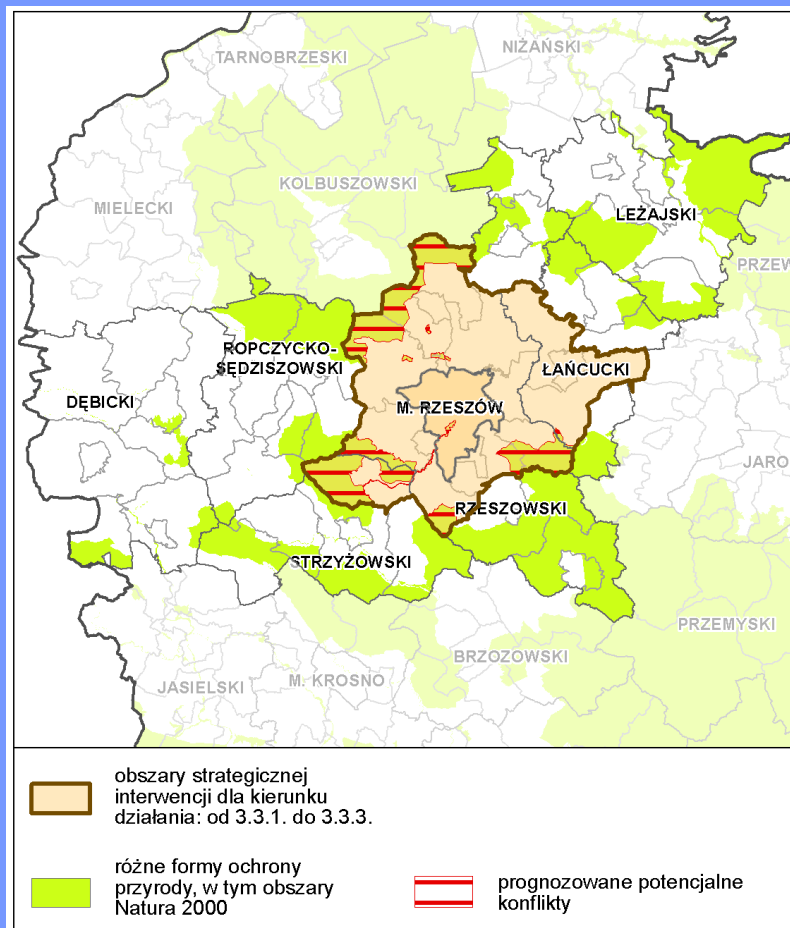 TARNOBRZESKI
NIŻAŃSKI
KOLBUSZOWSKI
MIELECKI
LEŻAJSKI
PRZEW
ROPCZYCKO-
SĘDZISZOWSKI
ŁAŃCUCKI
DĘBICKI
M. RZESZÓW
JARO
RZESZOWSKI
STRZYŻOWSKI
PRZEMYSKI
BRZOZOWSKI
JASIELSKI
M. KROSNO
obszary strategicznej
interwencji dla kierunku
działania: od 3.3.1. do 3.3.3.
różne formy ochrony
przyrody, w tym obszary
Natura 2000
prognozowane potencjalne
konflikty